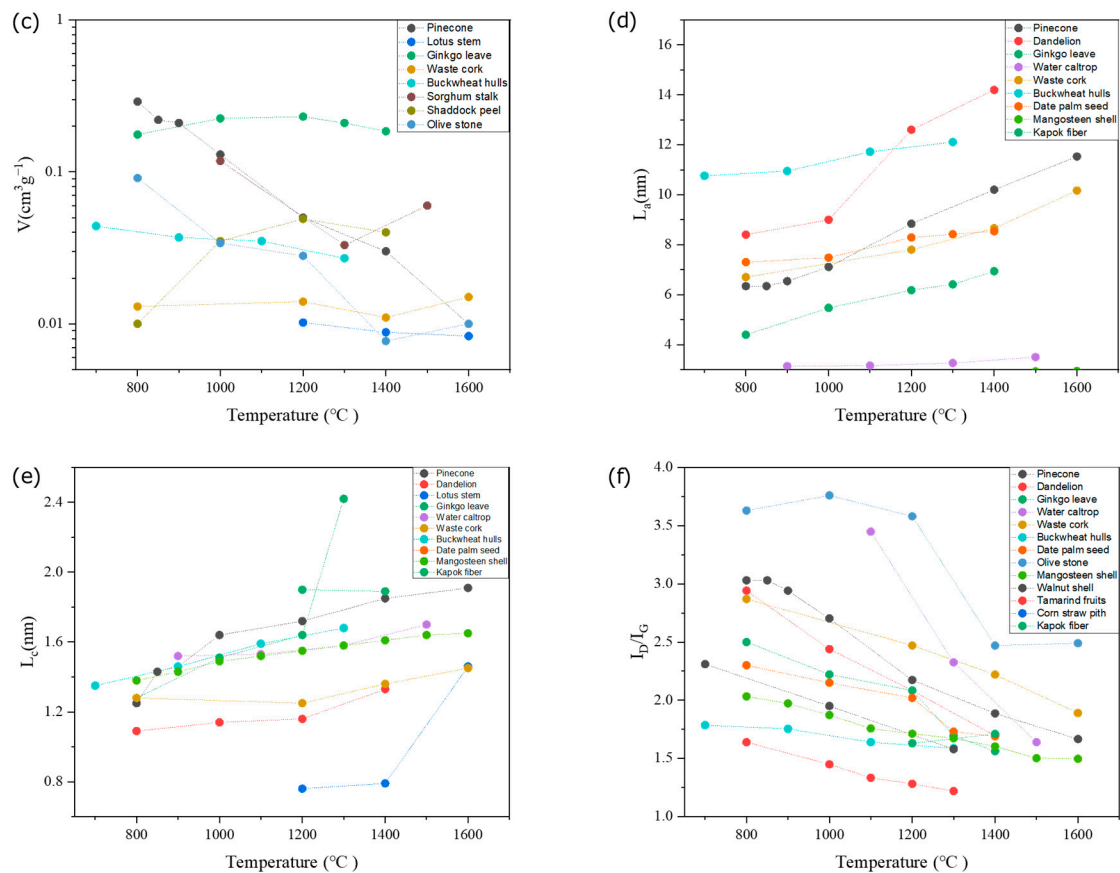 (c)
1
0.1
0.01
V(cm³g⁻¹)
800
1000
1200
1400
1600
Temperature (℃ )
Pinecone
Lotus stem
Ginkgo leave
Waste cork
Buckwheat hulls
Sorghum stalk
Shaddock peel
Olive stone
(d)
16
14
12
10
8
6
4
Lₐ(nm)
800
1000
1200
1400
1600
Temperature (℃ )
Pinecone
Dandelion
Ginkgo leave
Water caltrop
Waste cork
Buckwheat hulls
Date palm seed
Mangosteen shell
Kapok fiber
(e)
2.4
2.0
1.6
1.2
0.8
L_c(nm)
800
1000
1200
1400
1600
Temperature (℃ )
Pinecone
Dandelion
Lotus stem
Ginkgo leave
Water caltrop
Waste cork
Buckwheat hulls
Date palm seed
Mangosteen shell
Kapok fiber
(f)
4.0
3.5
3.0
2.5
2.0
1.5
1.0
I_D/I_G
800
1000
1200
1400
1600
Temperature (℃ )
Pinecone
Dandelion
Ginkgo leave
Water caltrop
Waste cork
Buckwheat hulls
Date palm seed
Olive stone
Mangosteen shell
Walnut shell
Tamarind fruits
Corn straw pith
Kapok fiber